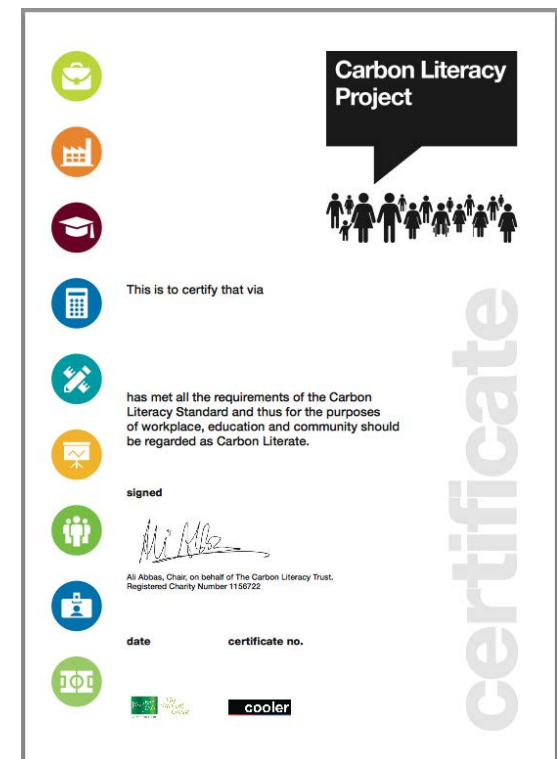 Carbon Literacy
Project
This is to certify that via
has met all the requirements of the Carbon
Literacy Standard and thus for the purposes
of workplace, education and community should
be regarded as Carbon Literate.
signed
Ali Abbas, Chair, on behalf of The Carbon Literacy Trust.
Registered Charity Number 1156722
date certificate no.
cooler
certificate